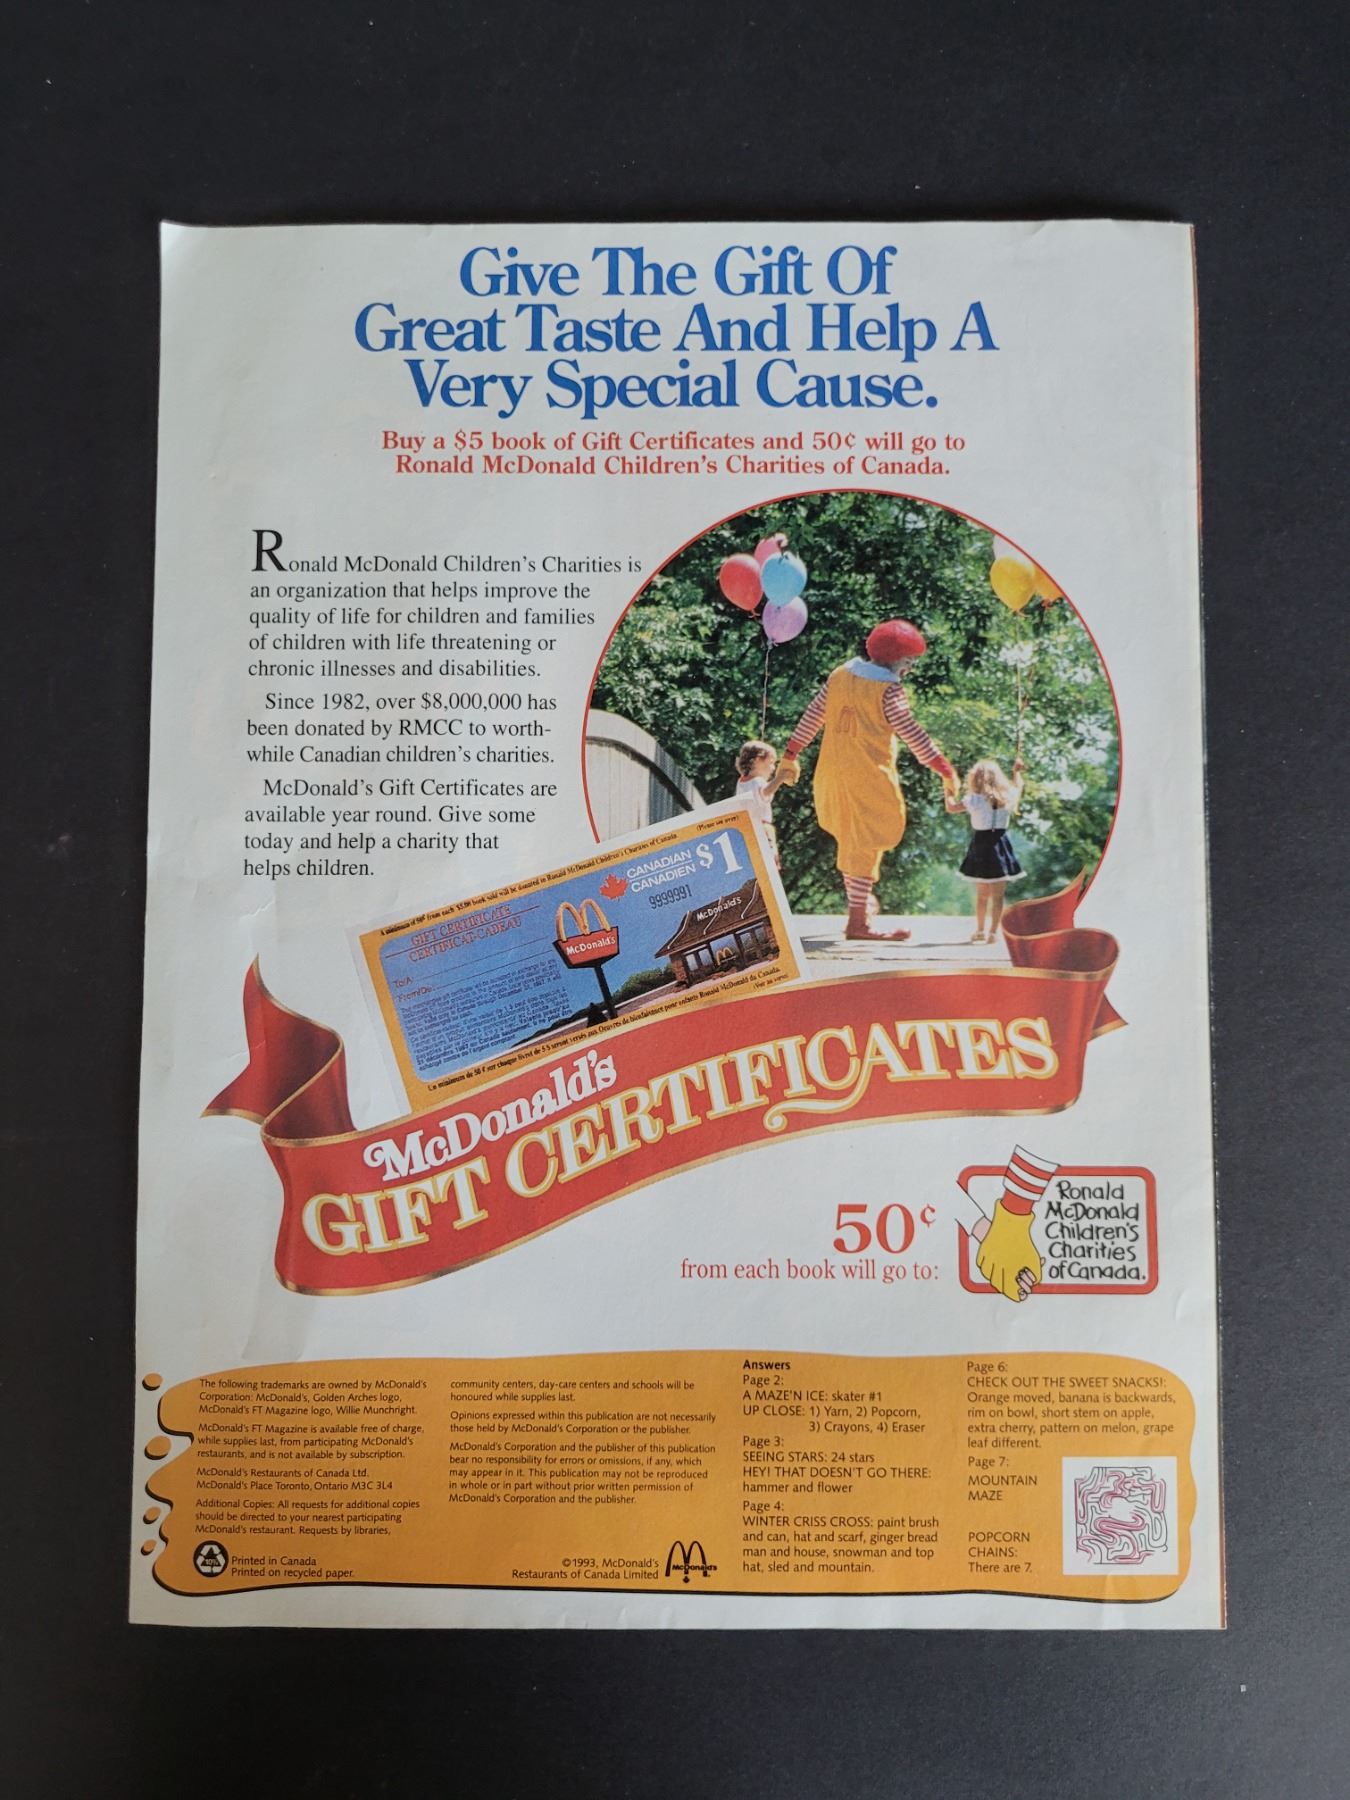 Give The Gift Of
Great Taste And Help A
Very Special Cause.
Buy a $5 book of Gift Certificates and 50¢ will go to
Ronald McDonald Children's Charities of Canada.
Ronald McDonald Children's Charities is
an organization that helps improve the
quality of life for children and families
of children with life threatening or
chronic illnesses and disabilities.
Since 1982, over $8,000,000 has
been donated by RMCC to worth-
while Canadian children's charities.
McDonald's Gift Certificates are
available year round. Give some
today and help a charity that
helps children.
(Please see over)
GIFT CERTIFICATE
CERTIFICAT-CADEAU
To/À
From/De
CANADIAN
CANADIEN
$1
9999991
McDonald's
McDonald's
(Voir au verso)
McDonald's
GIFT CERTIFICATES
50¢
from each book will go to:
Ronald
McDonald
Children's
Charities
of Canada.
The following trademarks are owned by McDonald's
Corporation: McDonald's, Golden Arches logo,
McDonald's FT Magazine logo, Willie Munchright.
McDonald's FT Magazine is available free of charge,
while supplies last, from participating McDonald's
restaurants, and is not available by subscription.
McDonald's Restaurants of Canada Ltd.
McDonald's Place Toronto, Ontario M3C 3L4
Additional Copies: All requests for additional copies
should be directed to your nearest participating
McDonald's restaurant. Requests by libraries,
Printed in Canada
Printed on recycled paper.
community centers, day-care centers and schools will be
honoured while supplies last.
Opinions expressed within this publication are not necessarily
those held by McDonald's Corporation or the publisher.
McDonald's Corporation and the publisher of this publication
bear no responsibility for errors or omissions, if any, which
may appear in it. This publication may not be reproduced
in whole or in part without prior written permission of
McDonald's Corporation and the publisher.
©1993, McDonald's
Restaurants of Canada Limited
McDonald's
Answers
Page 2:
A MAZE'N ICE: skater #1
UP CLOSE: 1) Yarn, 2) Popcorn,
3) Crayons, 4) Eraser
Page 3:
SEEING STARS: 24 stars
HEY! THAT DOESN'T GO THERE:
hammer and flower
Page 4:
WINTER CRISS CROSS: paint brush
and can, hat and scarf, ginger bread
man and house, snowman and top
hat, sled and mountain.
Page 6:
CHECK OUT THE SWEET SNACKS!:
Orange moved, banana is backwards,
rim on bowl, short stem on apple,
extra cherry, pattern on melon, grape
leaf different.
Page 7:
MOUNTAIN
MAZE
POPCORN
CHAINS:
There are 7.